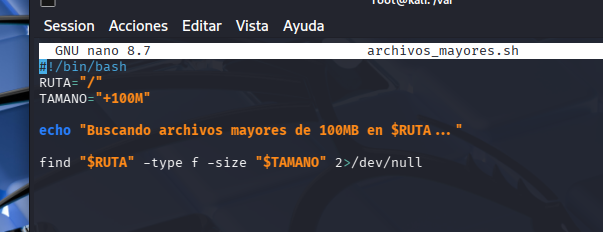 root@kali: /var
Session Acciones Editar Vista Ayuda
GNU nano 8.7 archivos_mayores.sh
#!/bin/bash
RUTA="/"
TAMANO="+100M"
echo "Buscando archivos mayores de 100MB en $RUTA..."
find "$RUTA" -type f -size "$TAMANO" 2>/dev/null